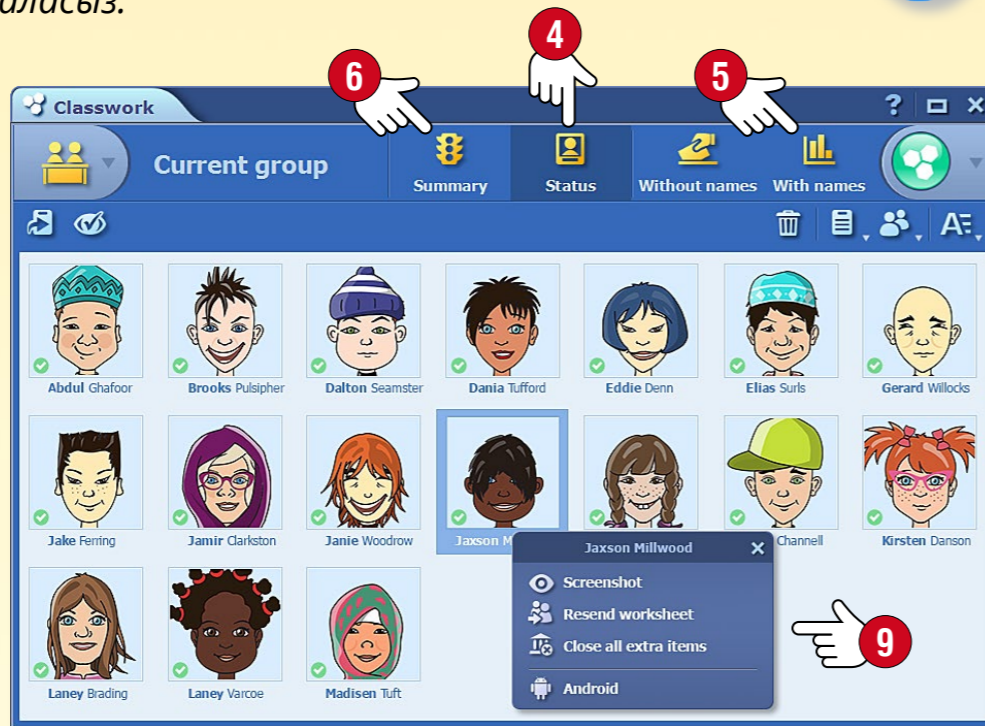 4
6
5
Classwork
?
Current group
Summary
Status
Without names
With names
Abdul Ghafoor
Brooks Pulsipher
Dalton Seamster
Dania Tufford
Eddie Denn
Elias Surls
Gerard Willocks
Jake Ferring
Jamir Clarkston
Janie Woodrow
Jaxson M
Channell
Kirsten Danson
Jaxson Millwood
Screenshot
Resend worksheet
Close all extra items
Android
9
Laney Brading
Laney Varcoe
Madisen Tuft